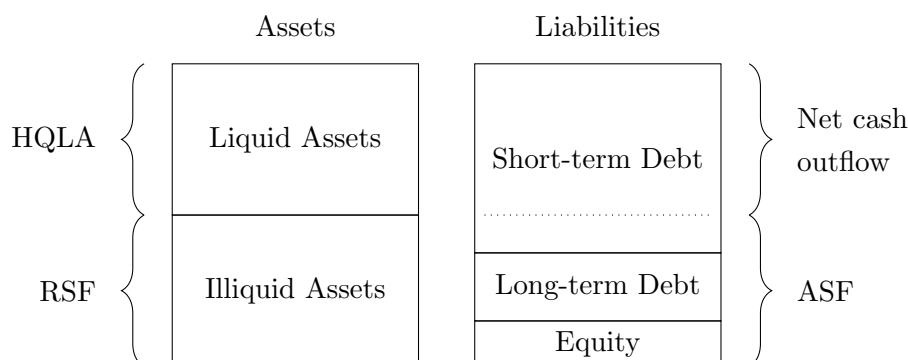 Assets
Liabilities
HQLA
Liquid Assets
Short-term Debt
Net cash
outflow
RSF
Illiquid Assets
Long-term Debt
ASF
Equity